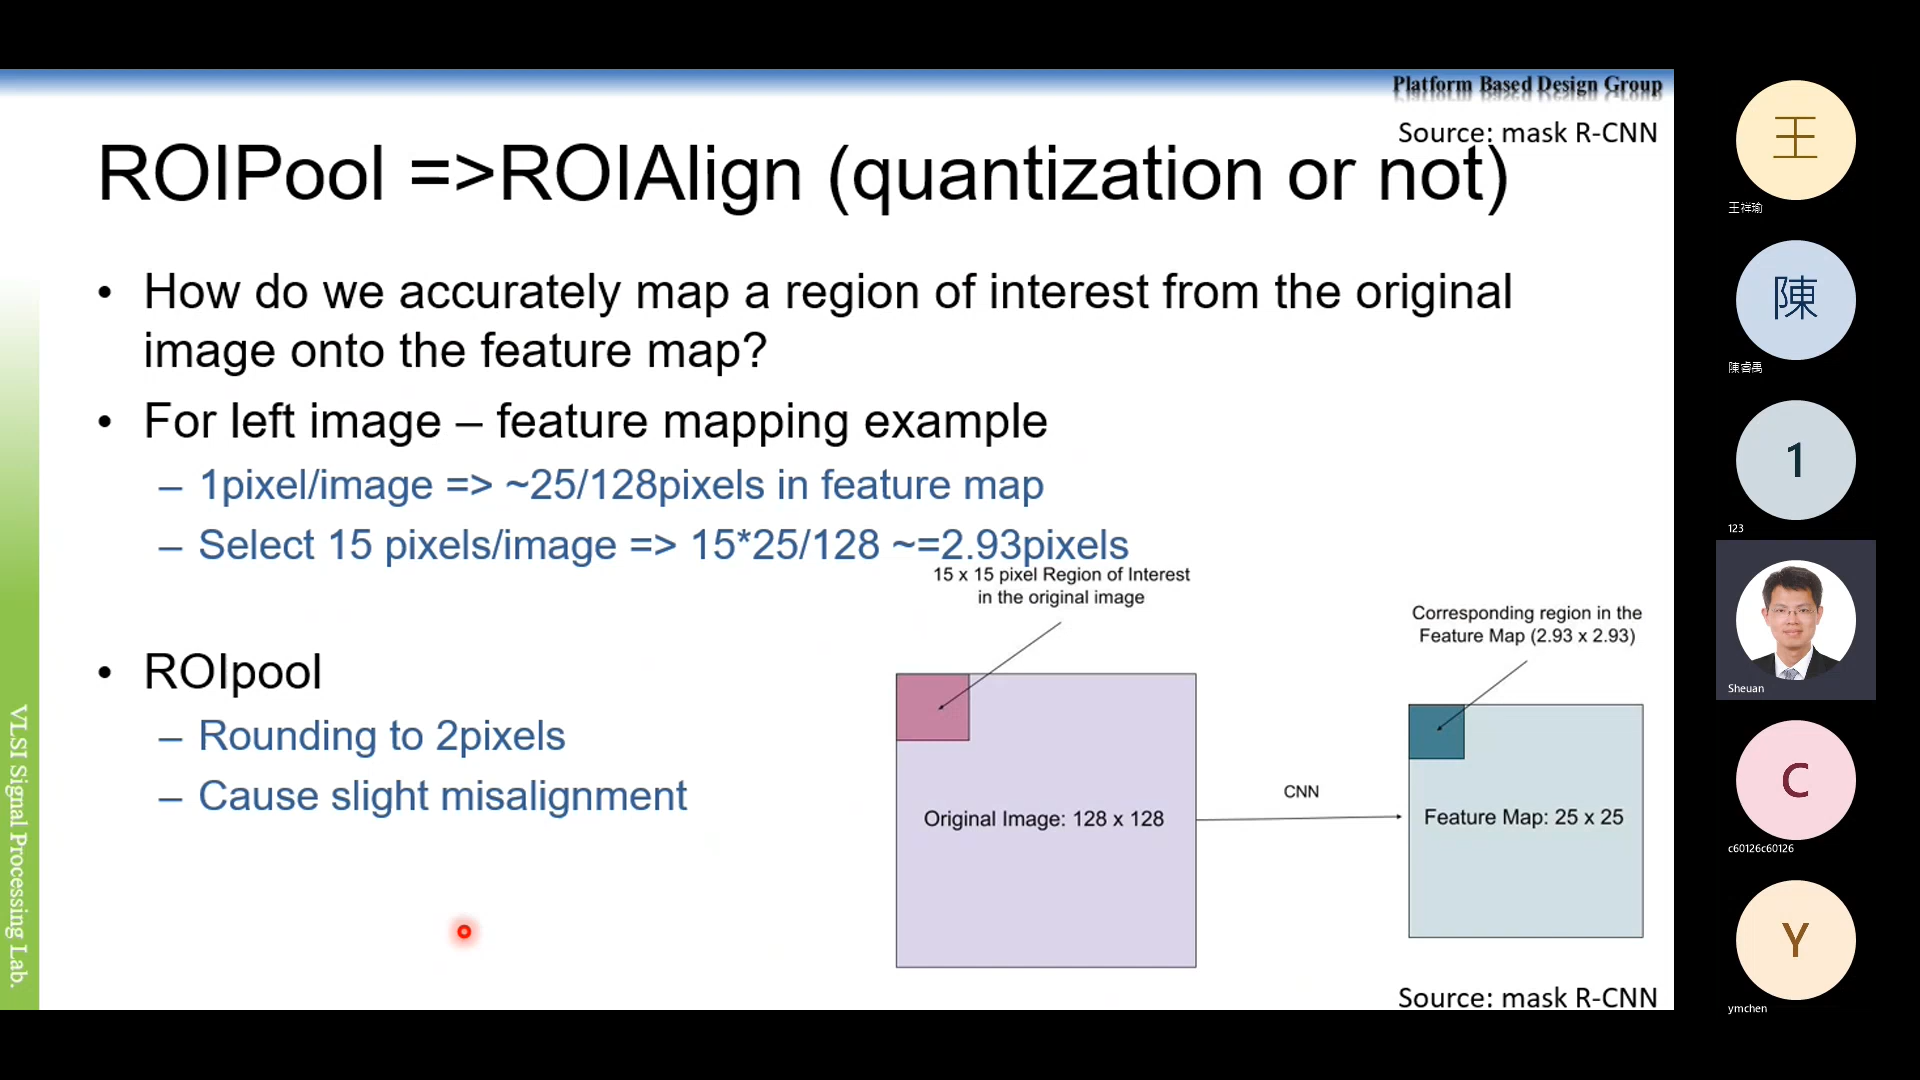 Platform Based Design Group
Source: mask R-CNN
ROIPool =>ROIAlign (quantization or not)
• How do we accurately map a region of interest from the original
image onto the feature map?
• For left image – feature mapping example
– 1pixel/image => ~25/128pixels in feature map
– Select 15 pixels/image => 15*25/128 ~=2.93pixels
15 x 15 pixel Region of Interest
in the original image
Corresponding region in the
Feature Map (2.93 x 2.93)
• ROIpool
– Rounding to 2pixels
– Cause slight misalignment
Original Image: 128 x 128
CNN
Feature Map: 25 x 25
Source: mask R-CNN
VLSI Signal Processing Lab.
王
王祥瑜
陳
陳睿禹
1
123
Sheuan
C
c60126c60126
Y
ymchen